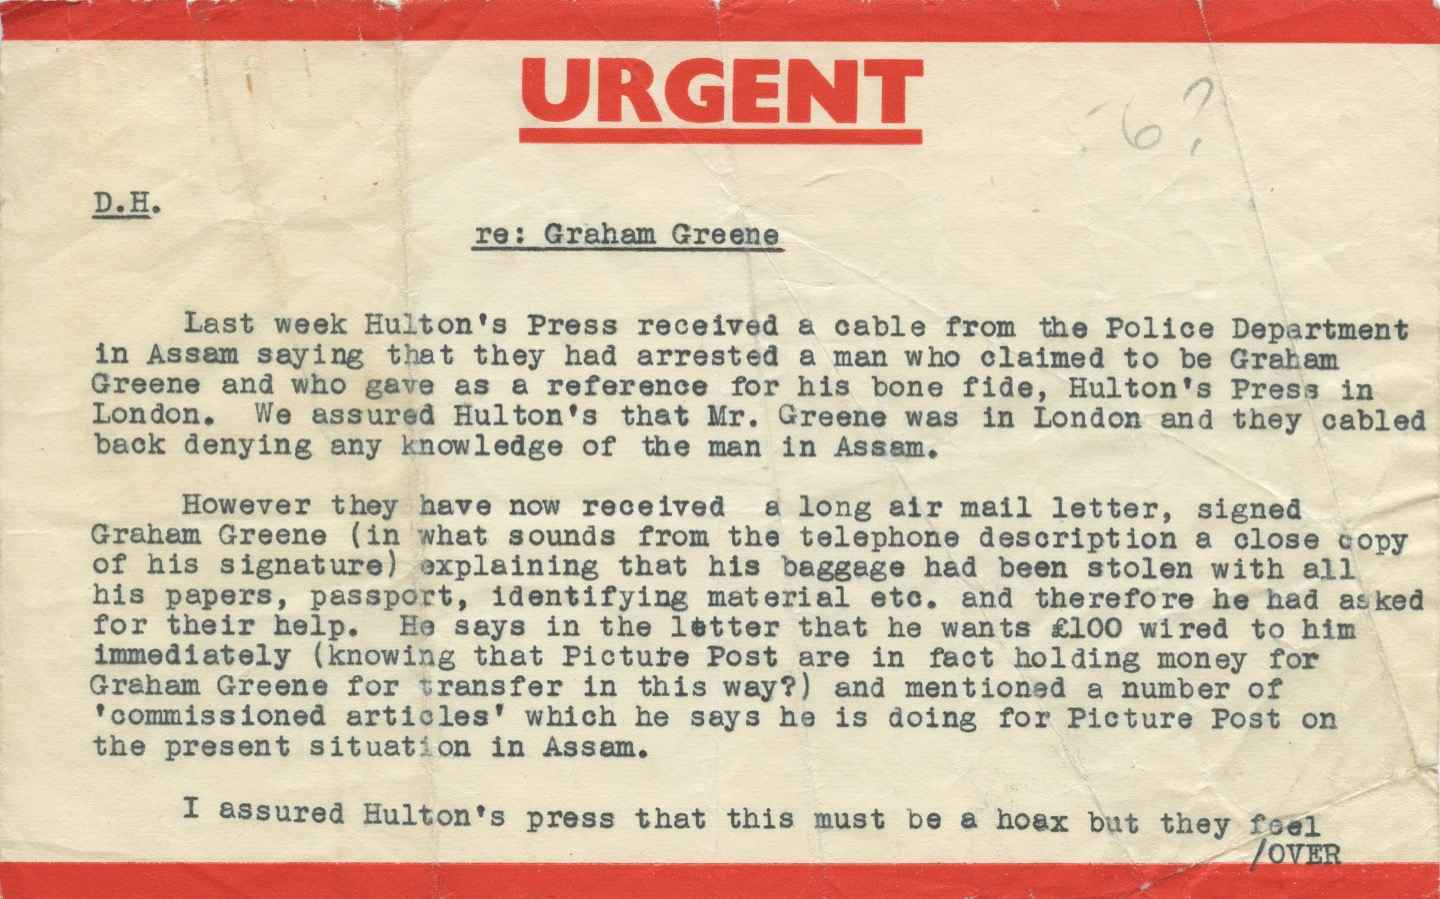 URGENT
-6?
D.H.
re: Graham Greene
Last week Hulton's Press received a cable from the Police Department
in Assam saying that they had arrested a man who claimed to be Graham
Greene and who gave as a reference for his bone fide, Hulton's Press in
London. We assured Hulton's that Mr. Greene was in London and they cabled
back denying any knowledge of the man in Assam.
However they have now received a long air mail letter, signed
Graham Greene (in what sounds from the telephone description a close copy
of his signature) explaining that his baggage had been stolen with all
his papers, passport, identifying material etc. and therefore he had asked
for their help. He says in the letter that he wants £100 wired to him
immediately (knowing that Picture Post are in fact holding money for
Graham Greene for transfer in this way?) and mentioned a number of
'commissioned articles' which he says he is doing for Picture Post on
the present situation in Assam.
I assured Hulton's press that this must be a hoax but they feel
/OVER